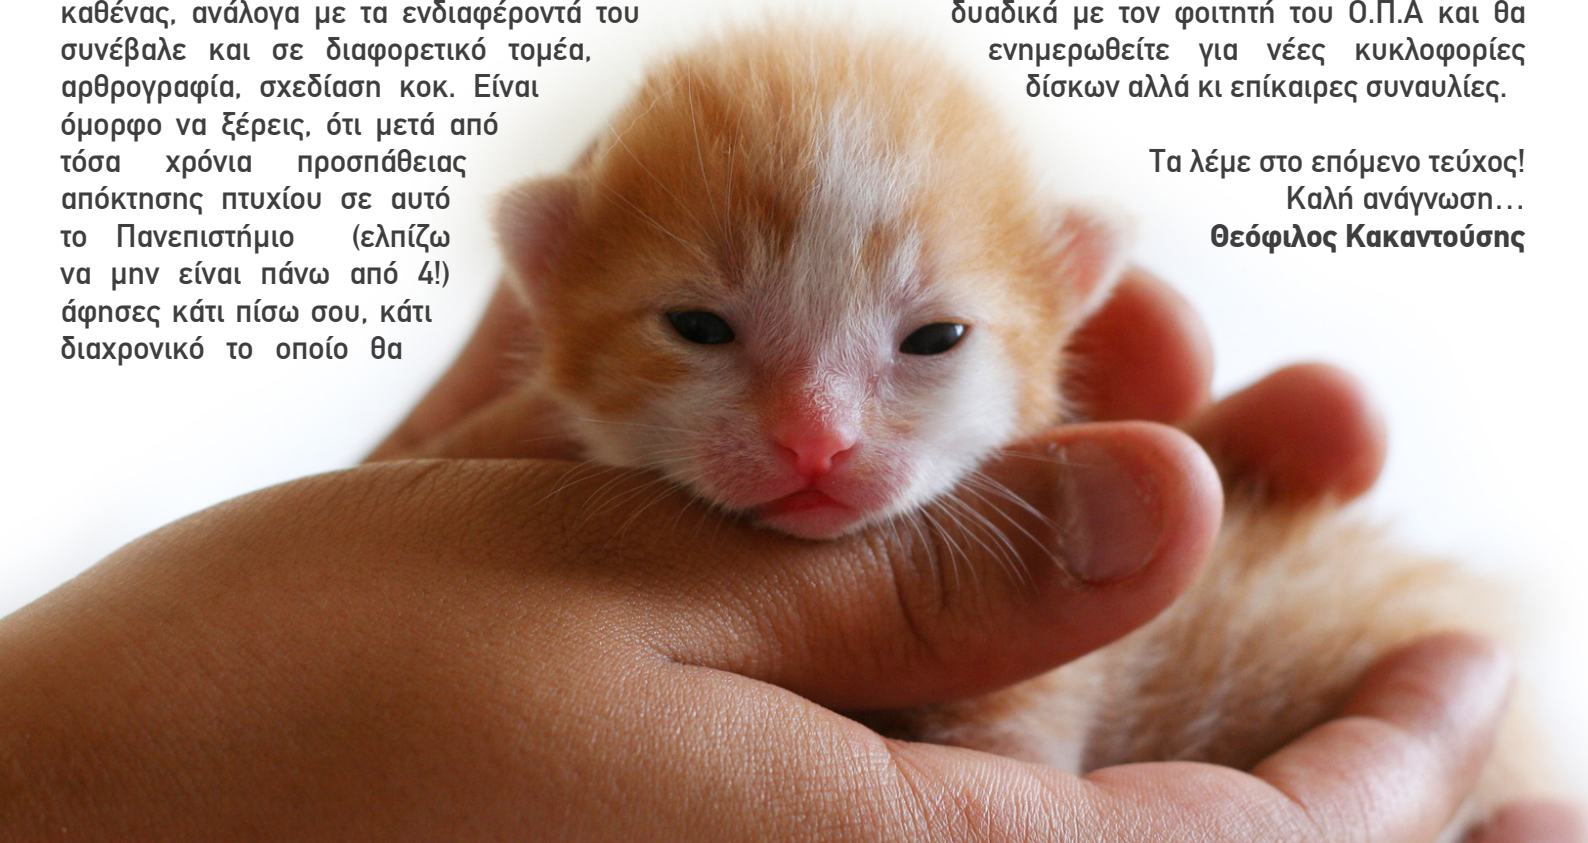 καθένας, ανάλογα με τα ενδιαφέροντά του
συνέβαλε και σε διαφορετικό τομέα,
αρθρογραφία, σχεδίαση κοκ. Είναι
όμορφο να ξέρεις, ότι μετά από
τόσα χρόνια προσπάθειας
απόκτησης πτυχίου σε αυτό
το Πανεπιστήμιο (ελπίζω
να μην είναι πάνω από 4!)
άφησες κάτι πίσω σου, κάτι
διαχρονικό το οποίο θα
δυαδικά με τον φοιτητή του Ο.Π.Α και θα
ενημερωθείτε για νέες κυκλοφορίες
δίσκων αλλά κι επίκαιρες συναυλίες.
Τα λέμε στο επόμενο τεύχος!
Καλή ανάγνωση...
Θεόφιλος Κακαντούσης